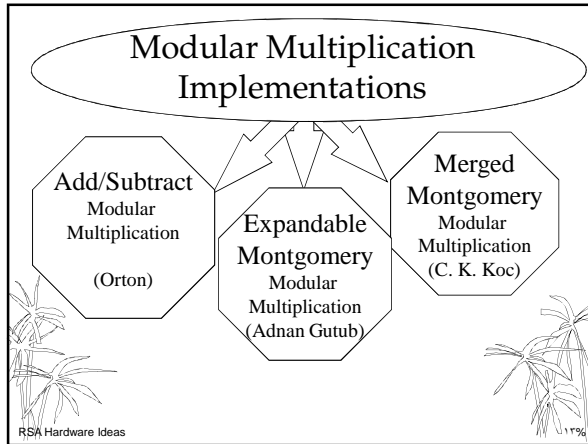 Modular Multiplication
Implementations
Add/Subtract
Modular
Multiplication
(Orton)
Expandable
Montgomery
Modular
Multiplication
(Adnan Gutub)
Merged
Montgomery
Modular
Multiplication
(C. K. Koc)
RSA Hardware Ideas
١٣%